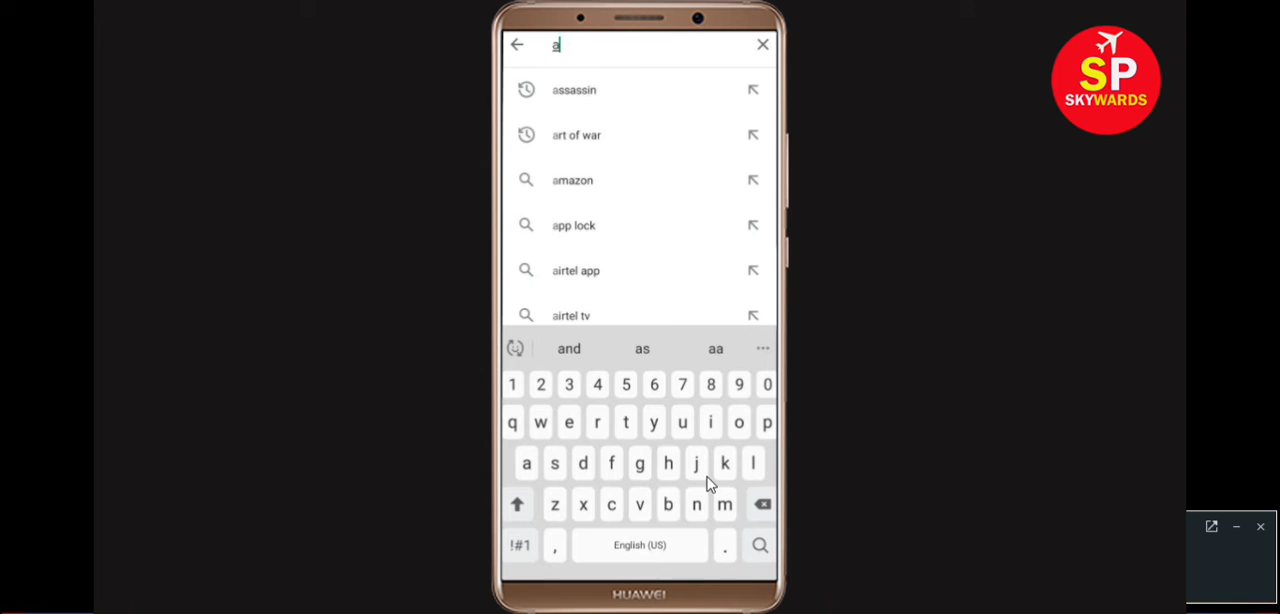 a
SP
SKYWARDS
assassin
art of war
amazon
app lock
airtel app
airtel tv
and as aa ...
1 2 3 4 5 6 7 8 9 0
q w e r t y u i o p
a s d f g h j k l
z x c v b n m
!#1 , English (US) .
HUAWEI